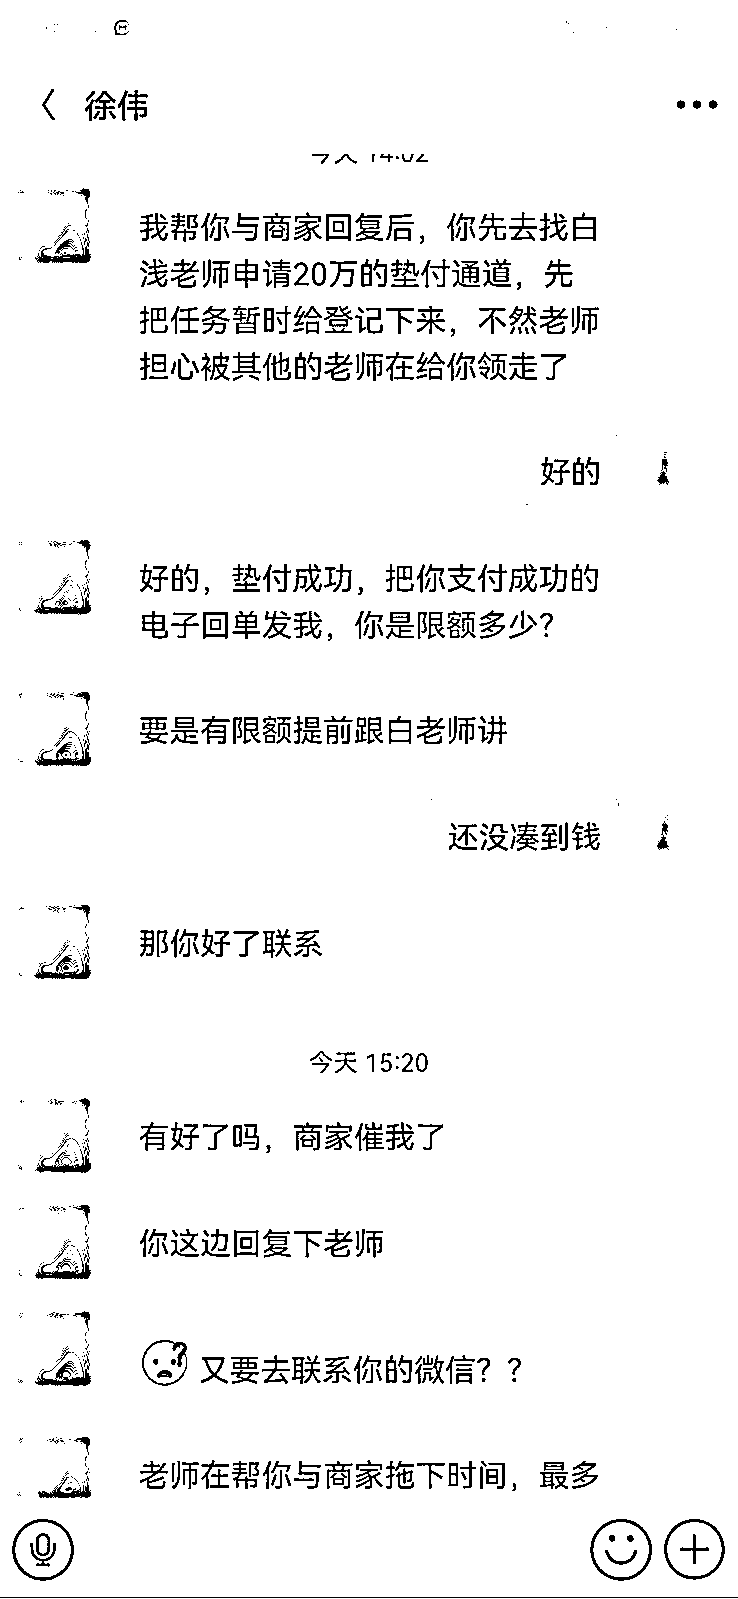 徐伟
今天 14:02
我帮你与商家回复后，你先去找白
浅老师申请20万的垫付通道，先
把任务暂时给登记下来，不然老师
担心被其他的老师在给你领走了
好的
好的，垫付成功，把你支付成功的
电子回单发我，你是限额多少？
要是有限额提前跟白老师讲
还没凑到钱
那你好了联系
今天 15:20
有好了吗，商家催我了
你这边回复下老师
又要去联系你的微信？？
老师在帮你与商家拖下时间，最多